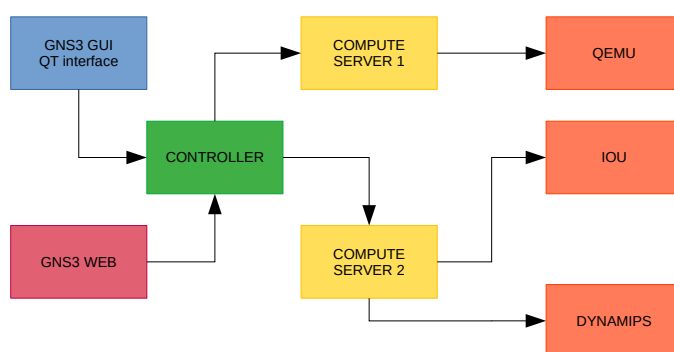 GNS3 GUI
QT interface
COMPUTE
SERVER 1
QEMU
CONTROLLER
IOU
GNS3 WEB
COMPUTE
SERVER 2
DYNAMIPS